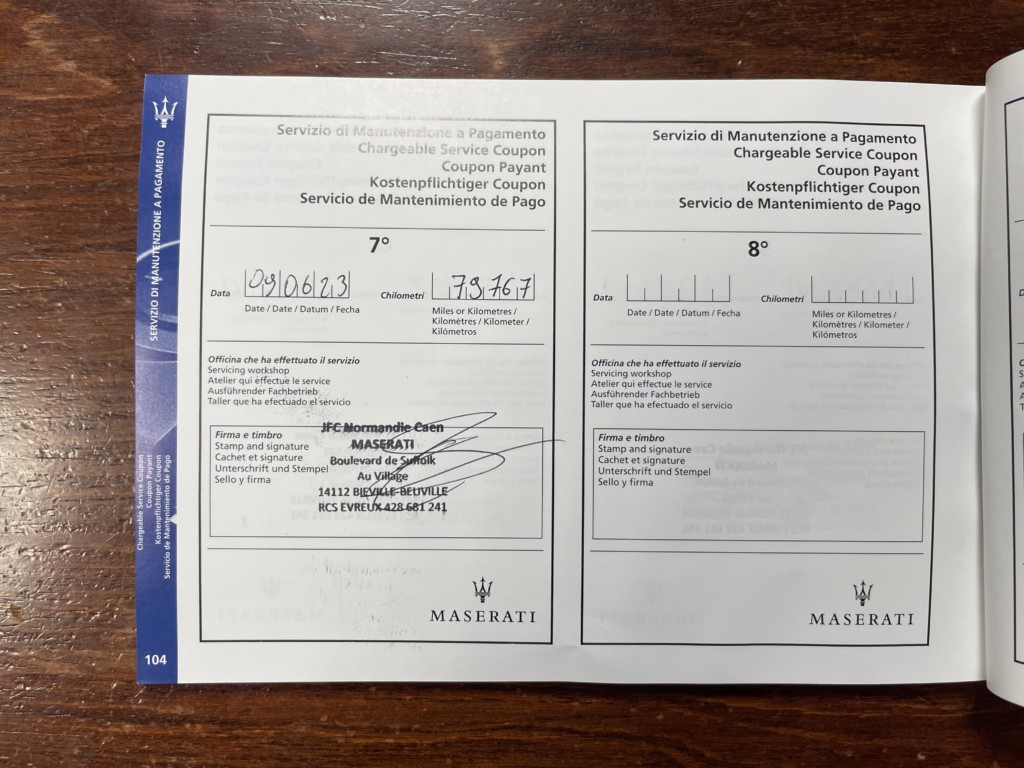 SERVIZIO DI MANUTENZIONE A PAGAMENTO
Chargeable Service Coupon
Coupon Payant
Kostenpflichtiger Coupon
Servicio de Mantenimiento de Pago
104
Servizio di Manutenzione a Pagamento
Chargeable Service Coupon
Coupon Payant
Kostenpflichtiger Coupon
Servicio de Mantenimiento de Pago
7°
Data 090623 Chilometri 79767
Date / Date / Datum / Fecha
Miles or Kilometres /
Kilomètres / Kilometer /
Kilómetros
Officina che ha effettuato il servizio
Servicing workshop
Atelier qui effectue le service
Ausführender Fachbetrieb
Taller que ha efectuado el servicio
Firma e timbro
Stamp and signature
Cachet et signature
Unterschrift und Stempel
Sello y firma
JFC Normandie Caen
MASERATI
Boulevard de Suffolk
Au Village
14112 BIEVILLE-BEUVILLE
RCS EVREUX 428 681 241
MASERATI
Servizio di Manutenzione a Pagamento
Chargeable Service Coupon
Coupon Payant
Kostenpflichtiger Coupon
Servicio de Mantenimiento de Pago
8°
Data Chilometri
Date / Date / Datum / Fecha
Miles or Kilometres /
Kilomètres / Kilometer /
Kilómetros
Officina che ha effettuato il servizio
Servicing workshop
Atelier qui effectue le service
Ausführender Fachbetrieb
Taller que ha efectuado el servicio
Firma e timbro
Stamp and signature
Cachet et signature
Unterschrift und Stempel
Sello y firma
MASERATI